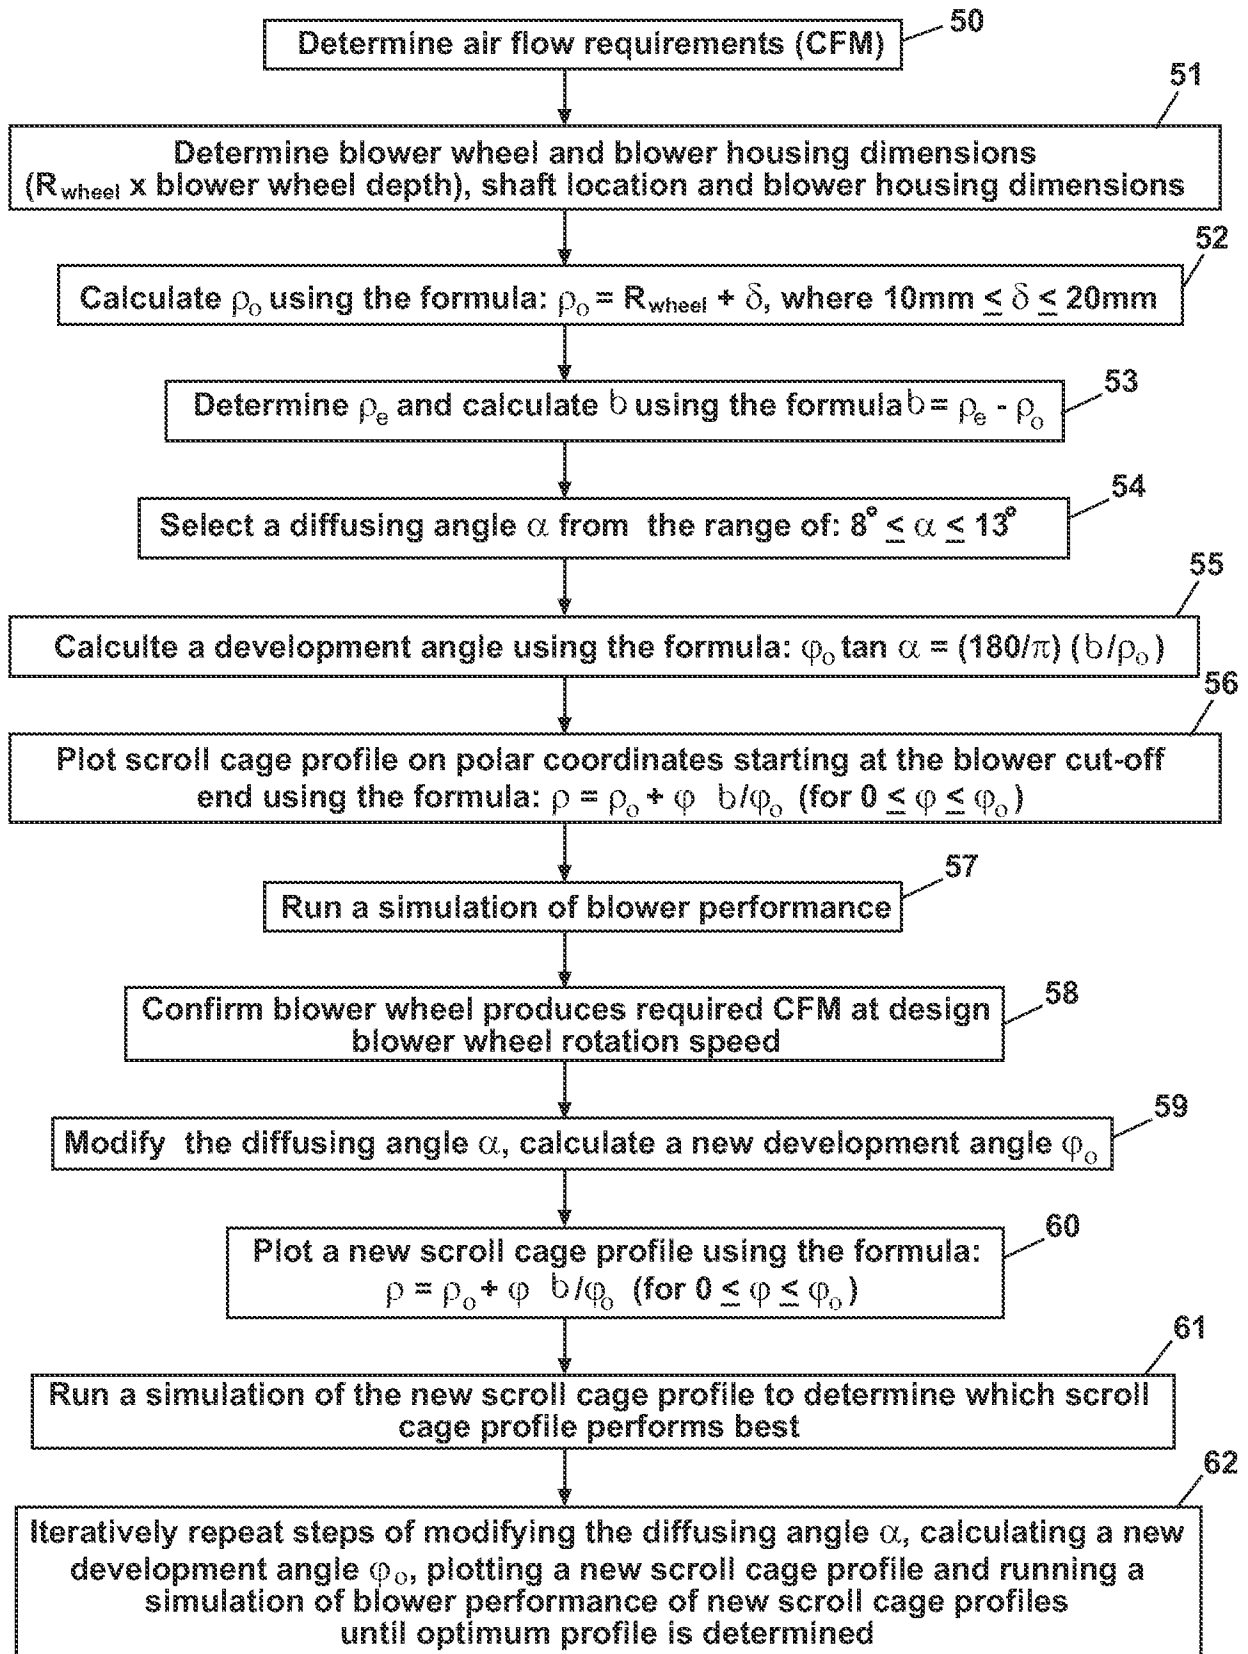 50
Determine air flow requirements (CFM)
51
Determine blower wheel and blower housing dimensions
(Rwheel x blower wheel depth), shaft location and blower housing dimensions
52
Calculate ρo using the formula: ρo = Rwheel + δ, where 10mm ≤ δ ≤ 20mm
53
Determine ρe and calculate b using the formula b = ρe - ρo
54
Select a diffusing angle α from the range of: 8° ≤ α ≤ 13°
55
Calculte a development angle using the formula: φo tan α = (180/π) (b/ρo)
56
Plot scroll cage profile on polar coordinates starting at the blower cut-off
end using the formula: ρ = ρo + φ b/φo (for 0 ≤ φ ≤ φo)
57
Run a simulation of blower performance
58
Confirm blower wheel produces required CFM at design
blower wheel rotation speed
59
Modify the diffusing angle α, calculate a new development angle φo
60
Plot a new scroll cage profile using the formula:
ρ = ρo + φ b/φo (for 0 ≤ φ ≤ φo)
61
Run a simulation of the new scroll cage profile to determine which scroll
cage profile performs best
62
Iteratively repeat steps of modifying the diffusing angle α, calculating a new
development angle φo, plotting a new scroll cage profile and running a
simulation of blower performance of new scroll cage profiles
until optimum profile is determined